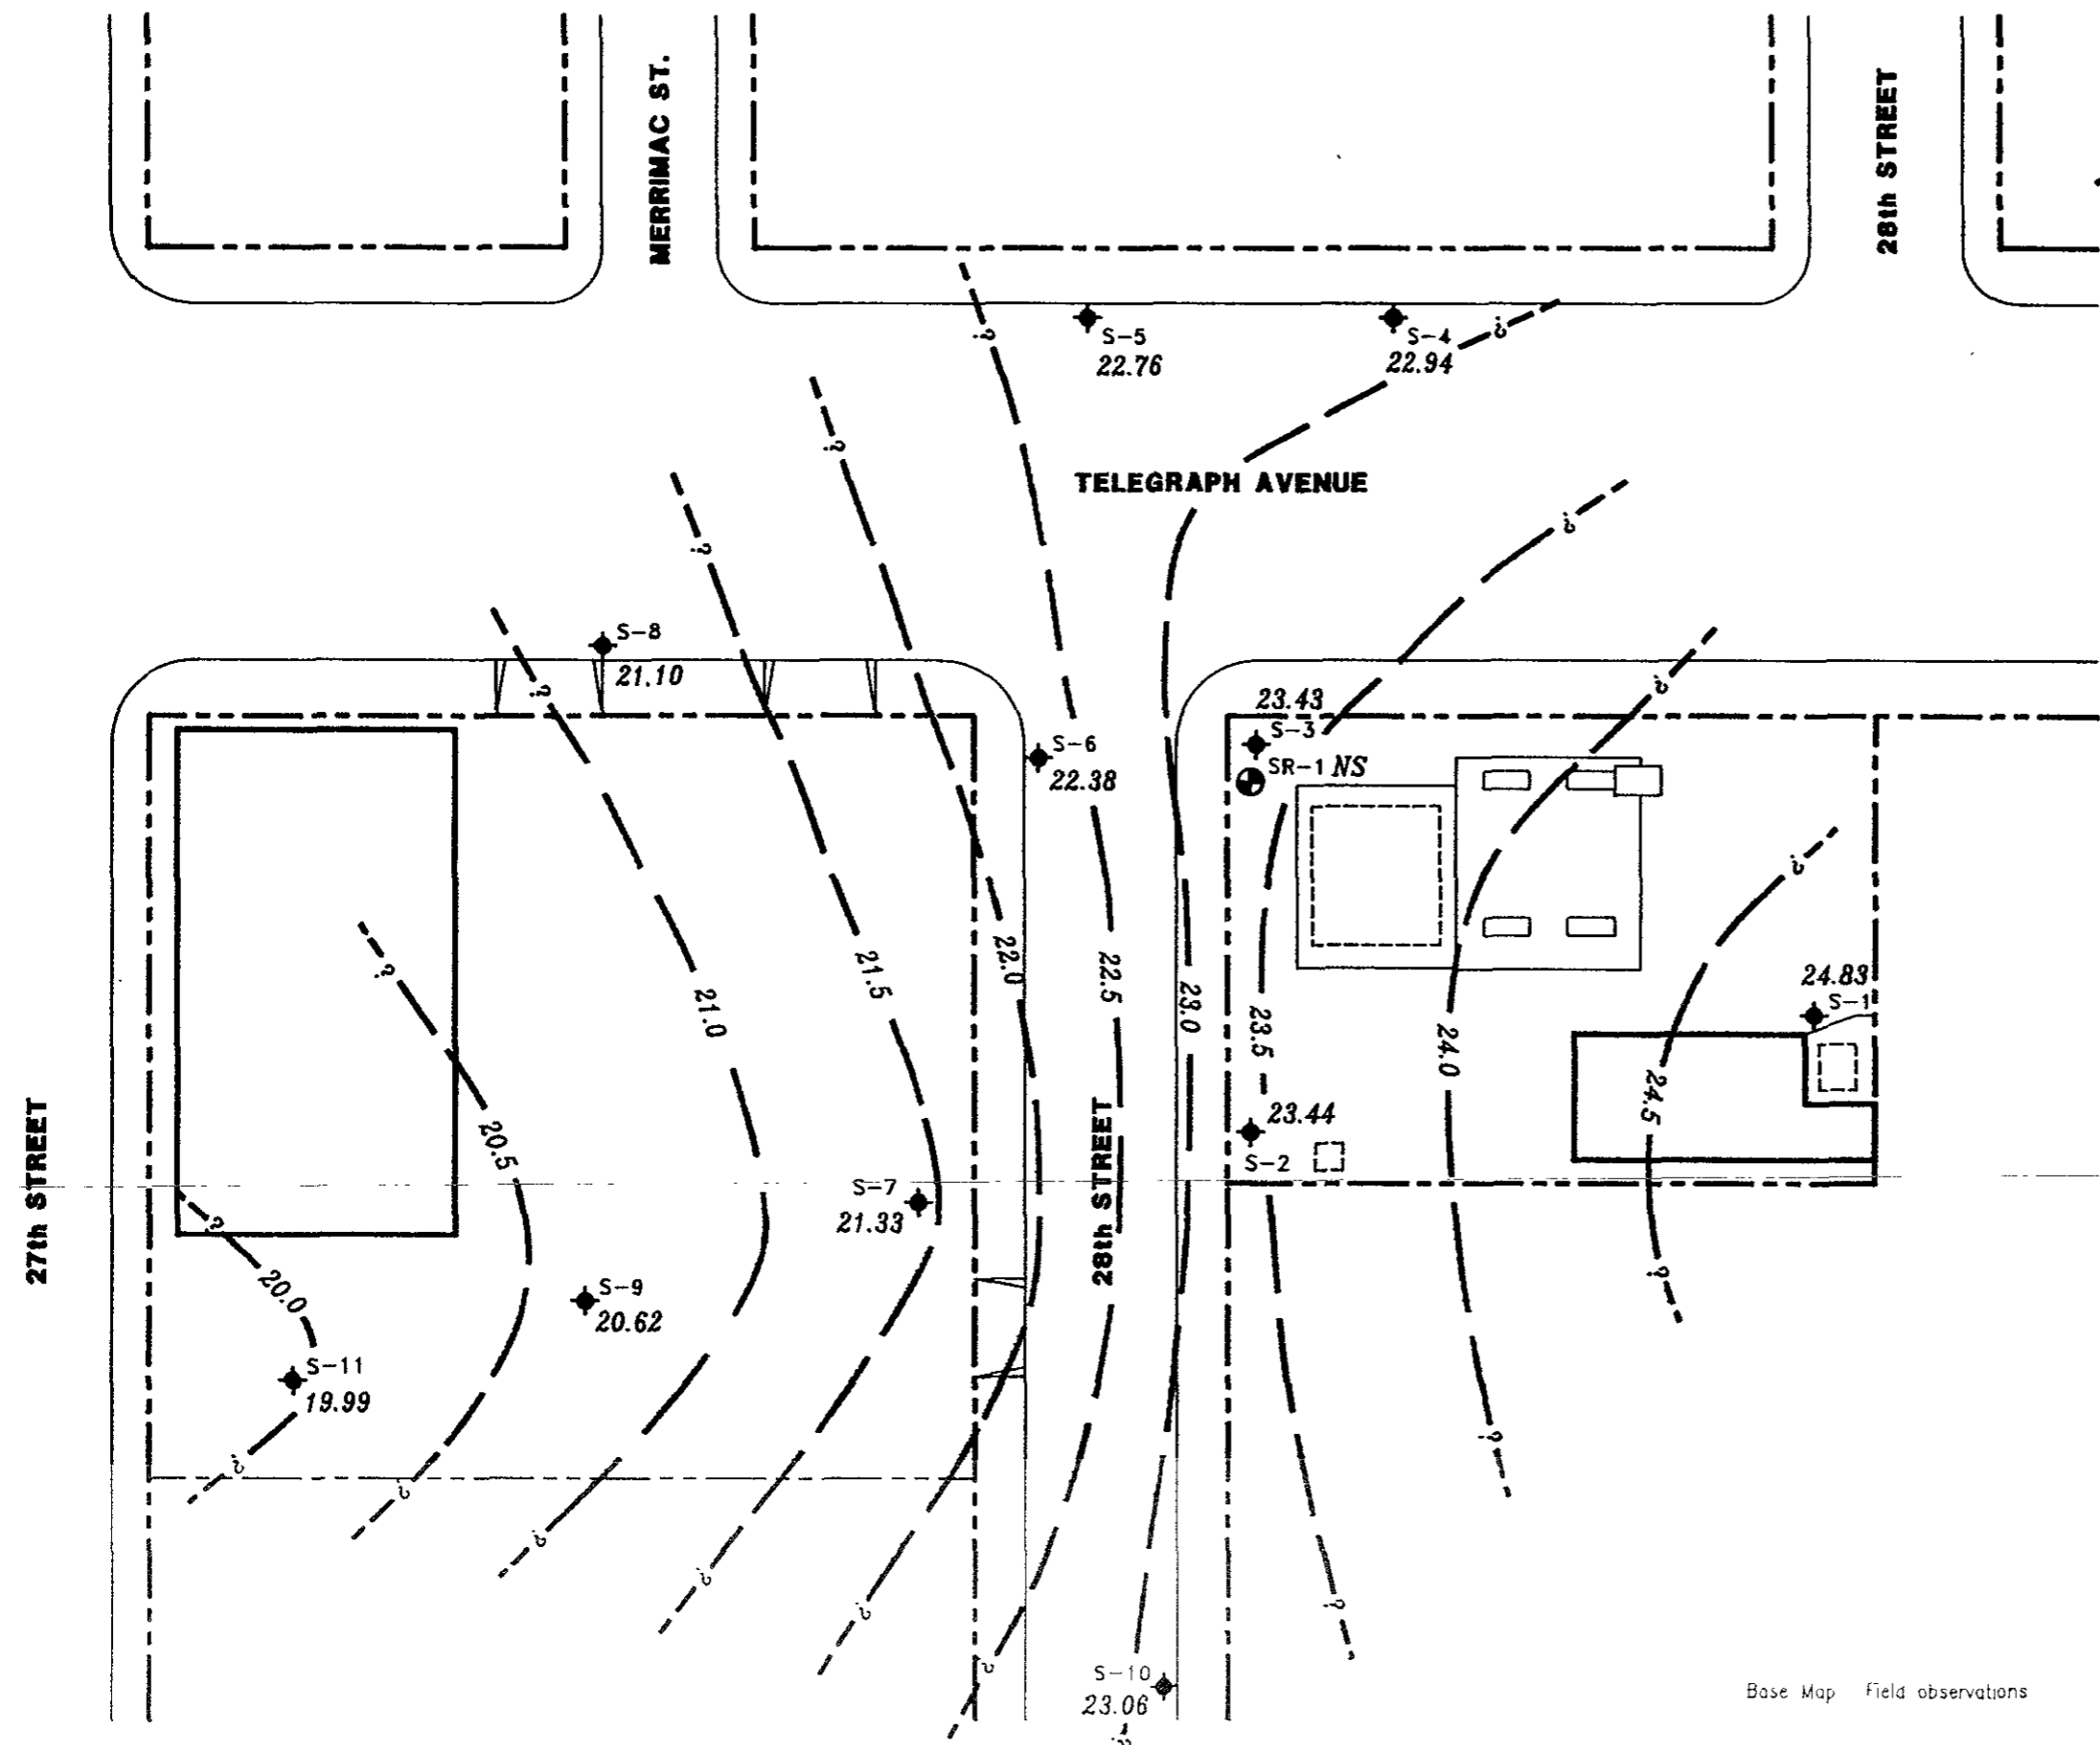 MERRIMAC ST.
28th STREET
?
S-5
22.76
S-4
22.94
?
?
TELEGRAPH AVENUE
?
?
S-8
21.10
?
?
23.43
S-3
S-6
22.38
SR-1 NS
?
?
22.0
21.5
22.5
23.0
21.0
23.5
24.0
24.83
S-1
24.5
20.5
23.44
S-2
27th STREET
28th STREET
S-7
21.33
?
20.0
S-9
20.62
?
S-11
19.99
?
?
?
?
?
?
?
?
S-10
23.06
?
Base Map Field observations